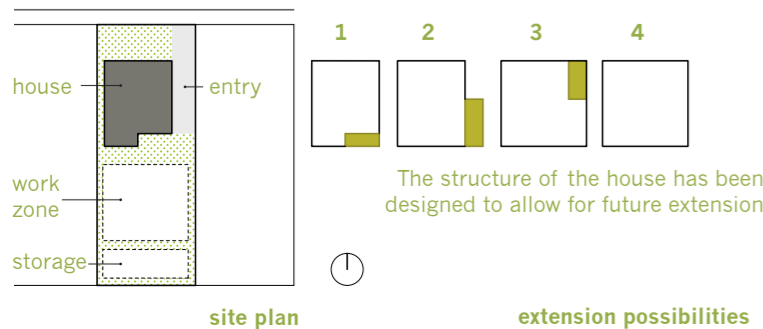 1 2 3 4
house
entry
work
zone
storage
The structure of the house has been
designed to allow for future extension
site plan
extension possibilities